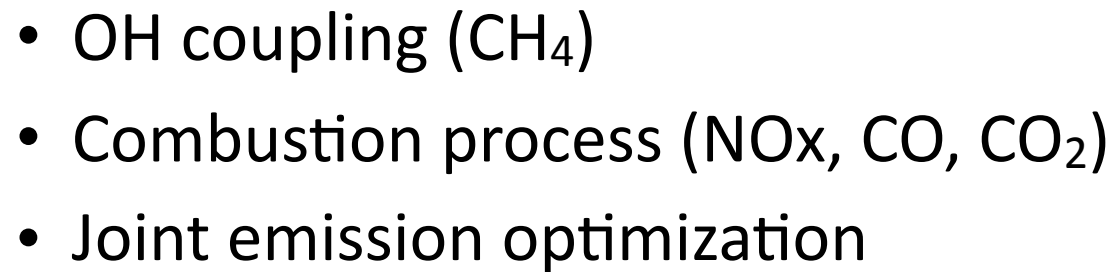 • OH coupling (CH₄)
• Combustion process (NOx, CO, CO₂)
• Joint emission optimization